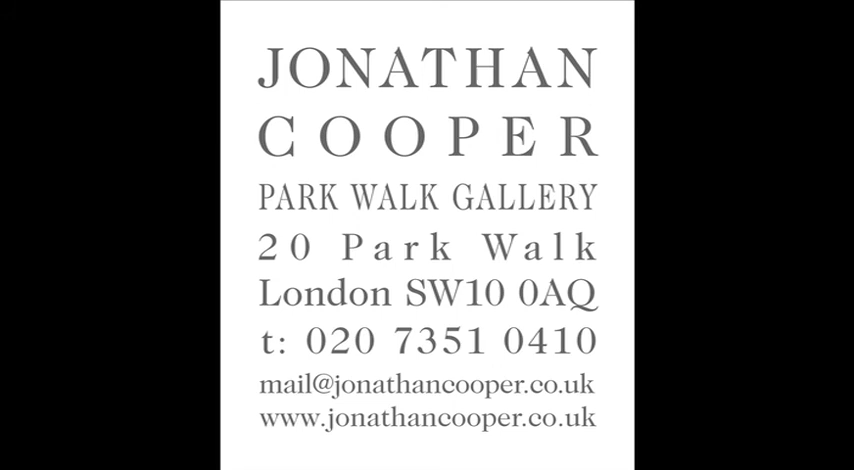 JONATHAN
COOPER
PARK WALK GALLERY
20 Park Walk
London SW10 0AQ
t: 020 7351 0410
mail@jonathancooper.co.uk
www.jonathancooper.co.uk